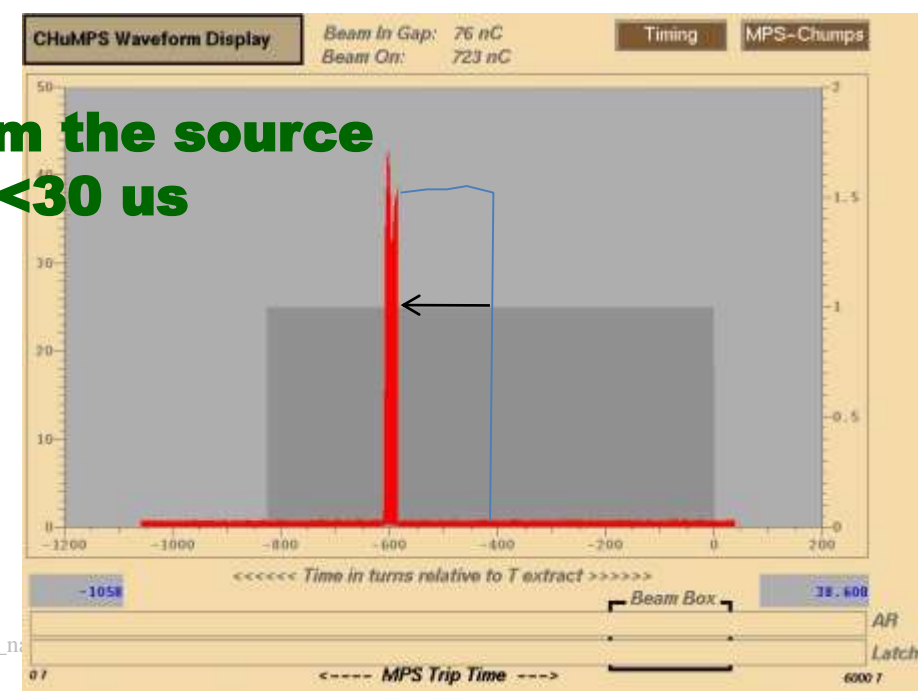 CHuMPS Waveform Display
Beam In Gap: 76 nC
Beam On: 723 nC
Timing
MPS-Chumps
m the source
<30 us
50
40
30
20
10
0
2
1.5
1
0.5
0
-1200 -1000 -800 -600 -400 -200 0 200
<<<<<< Time in turns relative to T extract >>>>>>
-1058
Beam Box
38.608
AR
Latch
0 T
<---- MPS Trip Time --->
6000 T